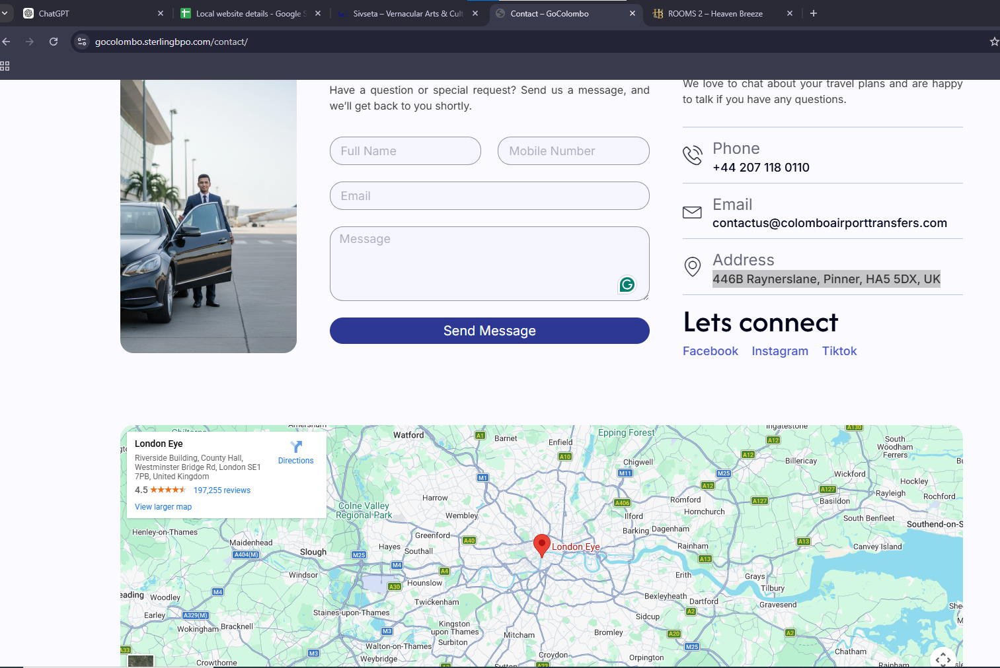 ChatGPT
Local website details - Google S
Sivseta – Vernacular Arts & Cult
Contact – GoColombo
ROOMS 2 – Heaven Breeze
gocolombo.sterlingbpo.com/contact/
Have a question or special request? Send us a message, and
we'll get back to you shortly.
Full Name
Mobile Number
Email
Message
Send Message
We love to chat about your travel plans and are happy
to talk if you have any questions.
Phone
+44 207 118 0110
Email
contactus@colomboairporttransfers.com
Address
446B Raynerslane, Pinner, HA5 5DX, UK
Lets connect
Facebook Instagram Tiktok
London Eye
Riverside Building, County Hall,
Westminster Bridge Rd, London SE1
7PB, United Kingdom
4.5
197,255 reviews
View larger map
Directions
Watford
A1
Barnet
Enfield
Epping Forest
A12
South
Woodham
Ferrers
A10
Chigwell
A12
Billericay
M1
M11
M25
Wickford
Hockley
A12
A127
Rayleigh
Rochford
Harrow
Colne Valley
Regional Park
Wembley
A406
Romford
A127
Basildon
Ilford
Hornchurch
South Benfleet
Southend-on-S
Henley-on-Thames
Greenford
A40
Barking
Dagenham
Maidenhead
Slough
Hayes
Southall
London Eye
Rainham
A13
Canvey Island
A404(M)
M25
M4
A13
A4
Windsor
Hounslow
A30
Erith
Grays
Tilbury
M4
eading
Woodley
Twickenham
Bexleyheath
Dartford
Gravesend
Earley
A329(M)
Staines-upon-Thames
A2
Sidcup
Wokingham
Bracknell
M3
Kingston
upon Thames
Mitcham
Bromley
A20
A2
Walton-on-Thames
Surbiton
M25
Chatham
A33
M3
Weybridge
Croydon
Orpington
Crowthorne
Rainham